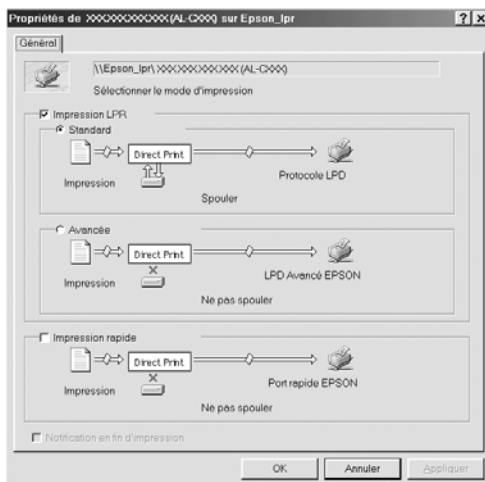 Propriétés de XXXXXXXXXXXX (AL-CXXX) sur Epson_lpr
Général
\\Epson_lpr\ XXXXXXXXXXXX (AL-CXXX)
Sélectionner le mode d'impression
Impression LPR
Standard
Direct Print
Impression
Protocole LPD
Spouler
Avancée
Direct Print
Impression
LPD Avancé EPSON
Ne pas spouler
Impression rapide
Direct Print
Impression
Port rapide EPSON
Ne pas spouler
Notification en fin d'impression
OK
Annuler
Appliquer